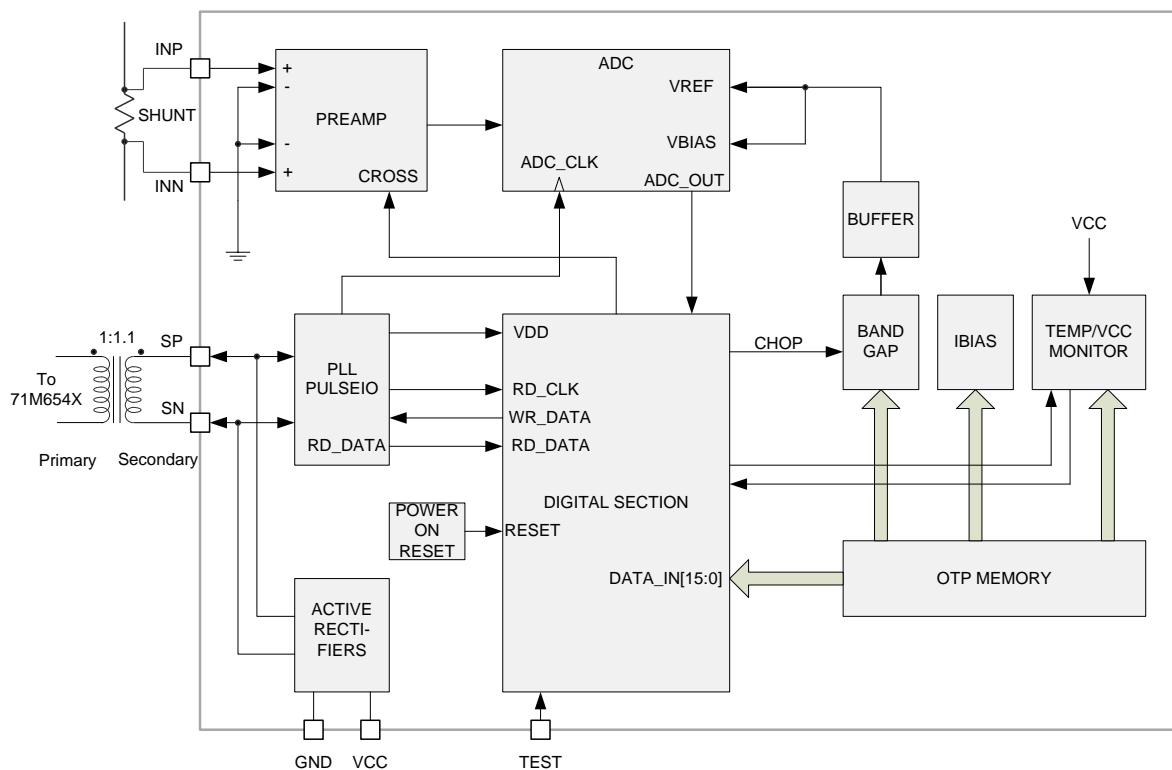 INP
SHUNT
INN
+
-
PREAMP
-
+
CROSS
ADC
VREF
VBIAS
ADC_CLK
ADC_OUT
BUFFER
VCC
1:1.1
SP
To
71M654X
SN
Primary
Secondary
PLL
PULSEIO
RD_DATA
VDD
RD_CLK
WR_DATA
RD_DATA
DIGITAL SECTION
RESET
DATA_IN[15:0]
CHOP
BAND
GAP
IBIAS
TEMP/VCC
MONITOR
POWER
ON
RESET
OTP MEMORY
ACTIVE
RECTI-
FIERS
GND
VCC
TEST